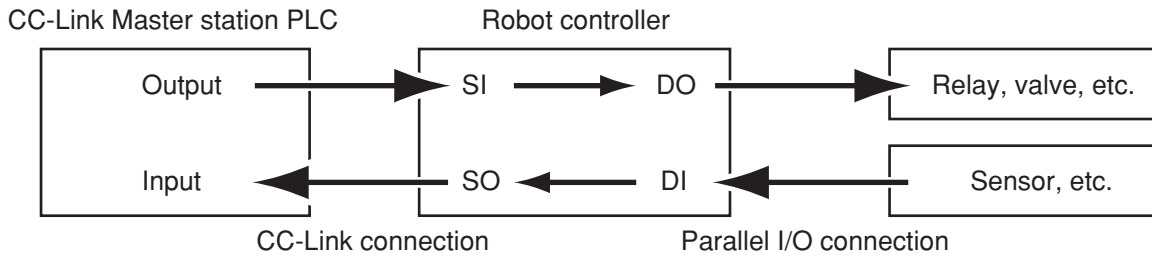 CC-Link Master station PLC
Robot controller
Output
SI
DO
Relay, valve, etc.
Input
SO
DI
Sensor, etc.
CC-Link connection
Parallel I/O connection